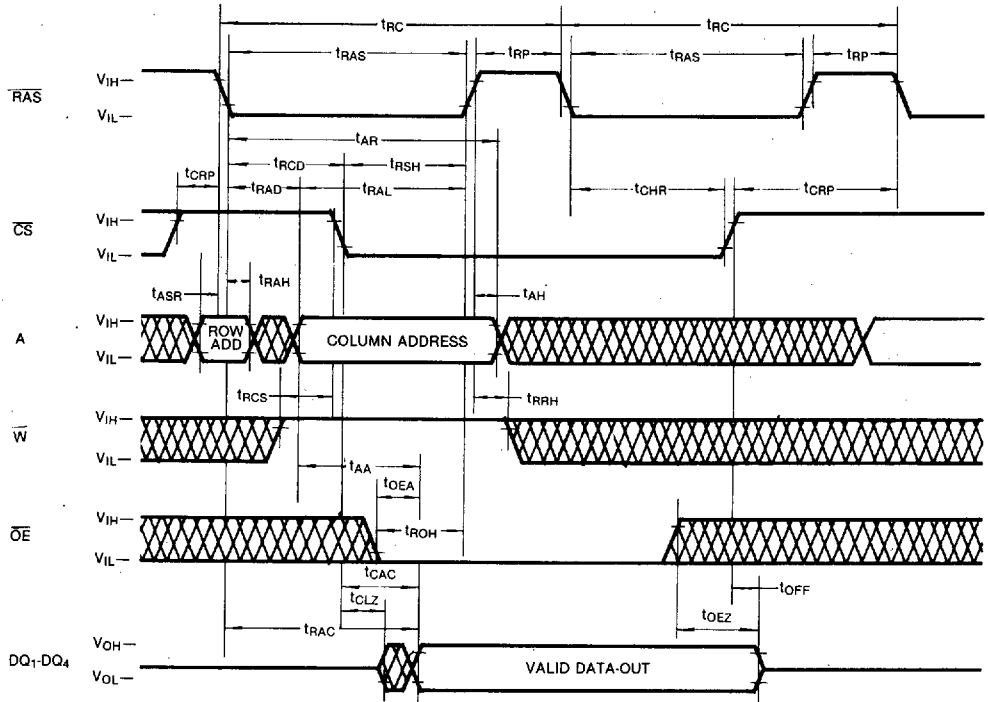 tRC tRC
tRAS tRP tRAS tRP
RAS VIH VIL
tAR
tRCD tRSH
tCRP tRAD tRAL tCHR tCRP
CS VIH VIL
tASR tRAH tAH
A VIH VIL ROW ADD COLUMN ADDRESS
tRCS tRRH
W VIH VIL
tAA
tOEA
OE VIH VIL tROH
tCAC tOFF
tCLZ tOEZ
tRAC
DQ1-DQ4 VOH VOL VALID DATA-OUT